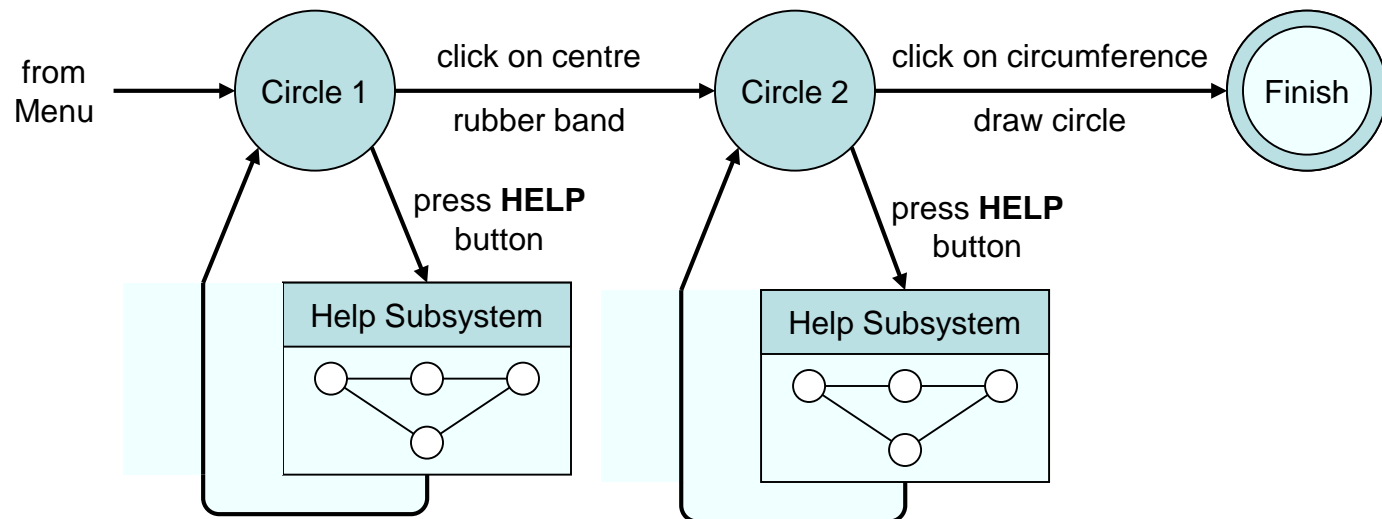 from
Menu
Circle 1
click on centre
rubber band
Circle 2
click on circumference
draw circle
Finish
press HELP
button
press HELP
button
Help Subsystem
Help Subsystem